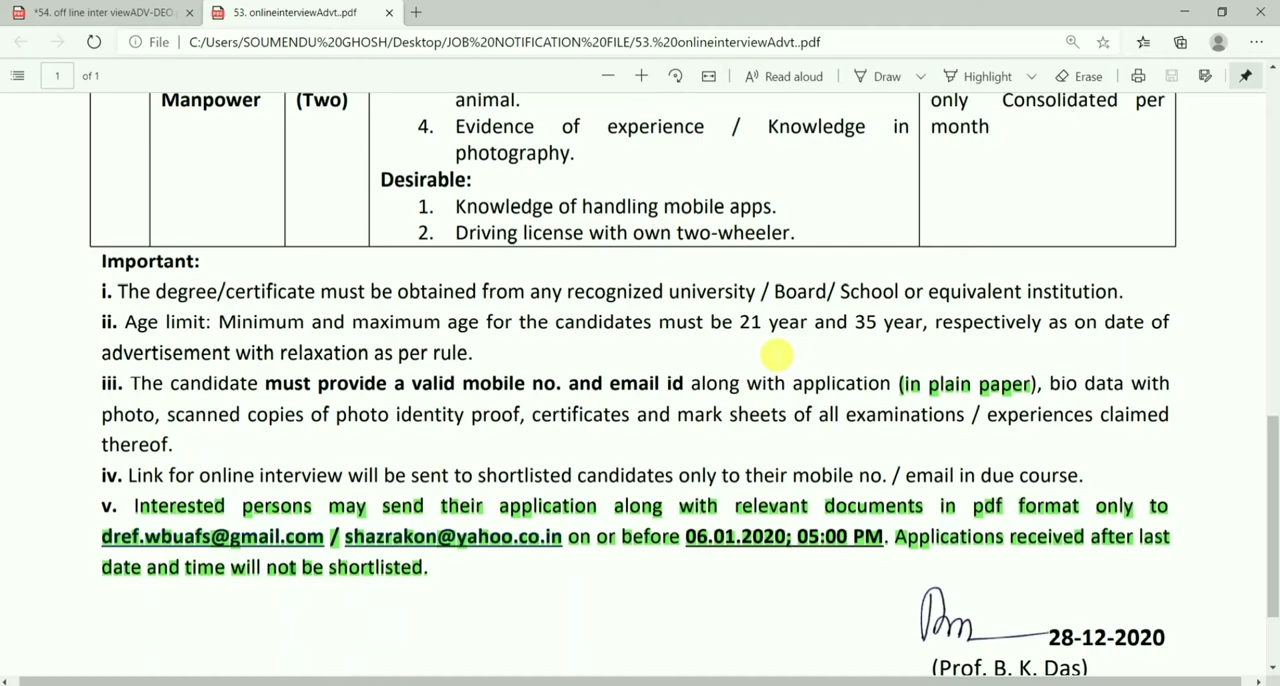 *54. off line inter viewADV-DEO
53. onlineinterviewAdvt..pdf
File C:/Users/SOUMENDU%20GHOSH/Desktop/JOB%20NOTIFICATION%20FILE/53.%20onlineinterviewAdvt..pdf
1 of 1 Read aloud Draw Highlight Erase
Manpower (Two) animal. only Consolidated per
4. Evidence of experience / Knowledge in month
photography.
Desirable:
1. Knowledge of handling mobile apps.
2. Driving license with own two-wheeler.
Important:
i. The degree/certificate must be obtained from any recognized university / Board/ School or equivalent institution.
ii. Age limit: Minimum and maximum age for the candidates must be 21 year and 35 year, respectively as on date of
advertisement with relaxation as per rule.
iii. The candidate must provide a valid mobile no. and email id along with application (in plain paper), bio data with
photo, scanned copies of photo identity proof, certificates and mark sheets of all examinations / experiences claimed
thereof.
iv. Link for online interview will be sent to shortlisted candidates only to their mobile no. / email in due course.
v. Interested persons may send their application along with relevant documents in pdf format only to
dref.wbuafs@gmail.com / shazrakon@yahoo.co.in on or before 06.01.2020; 05:00 PM. Applications received after last
date and time will not be shortlisted.
28-12-2020
(Prof. B. K. Das)